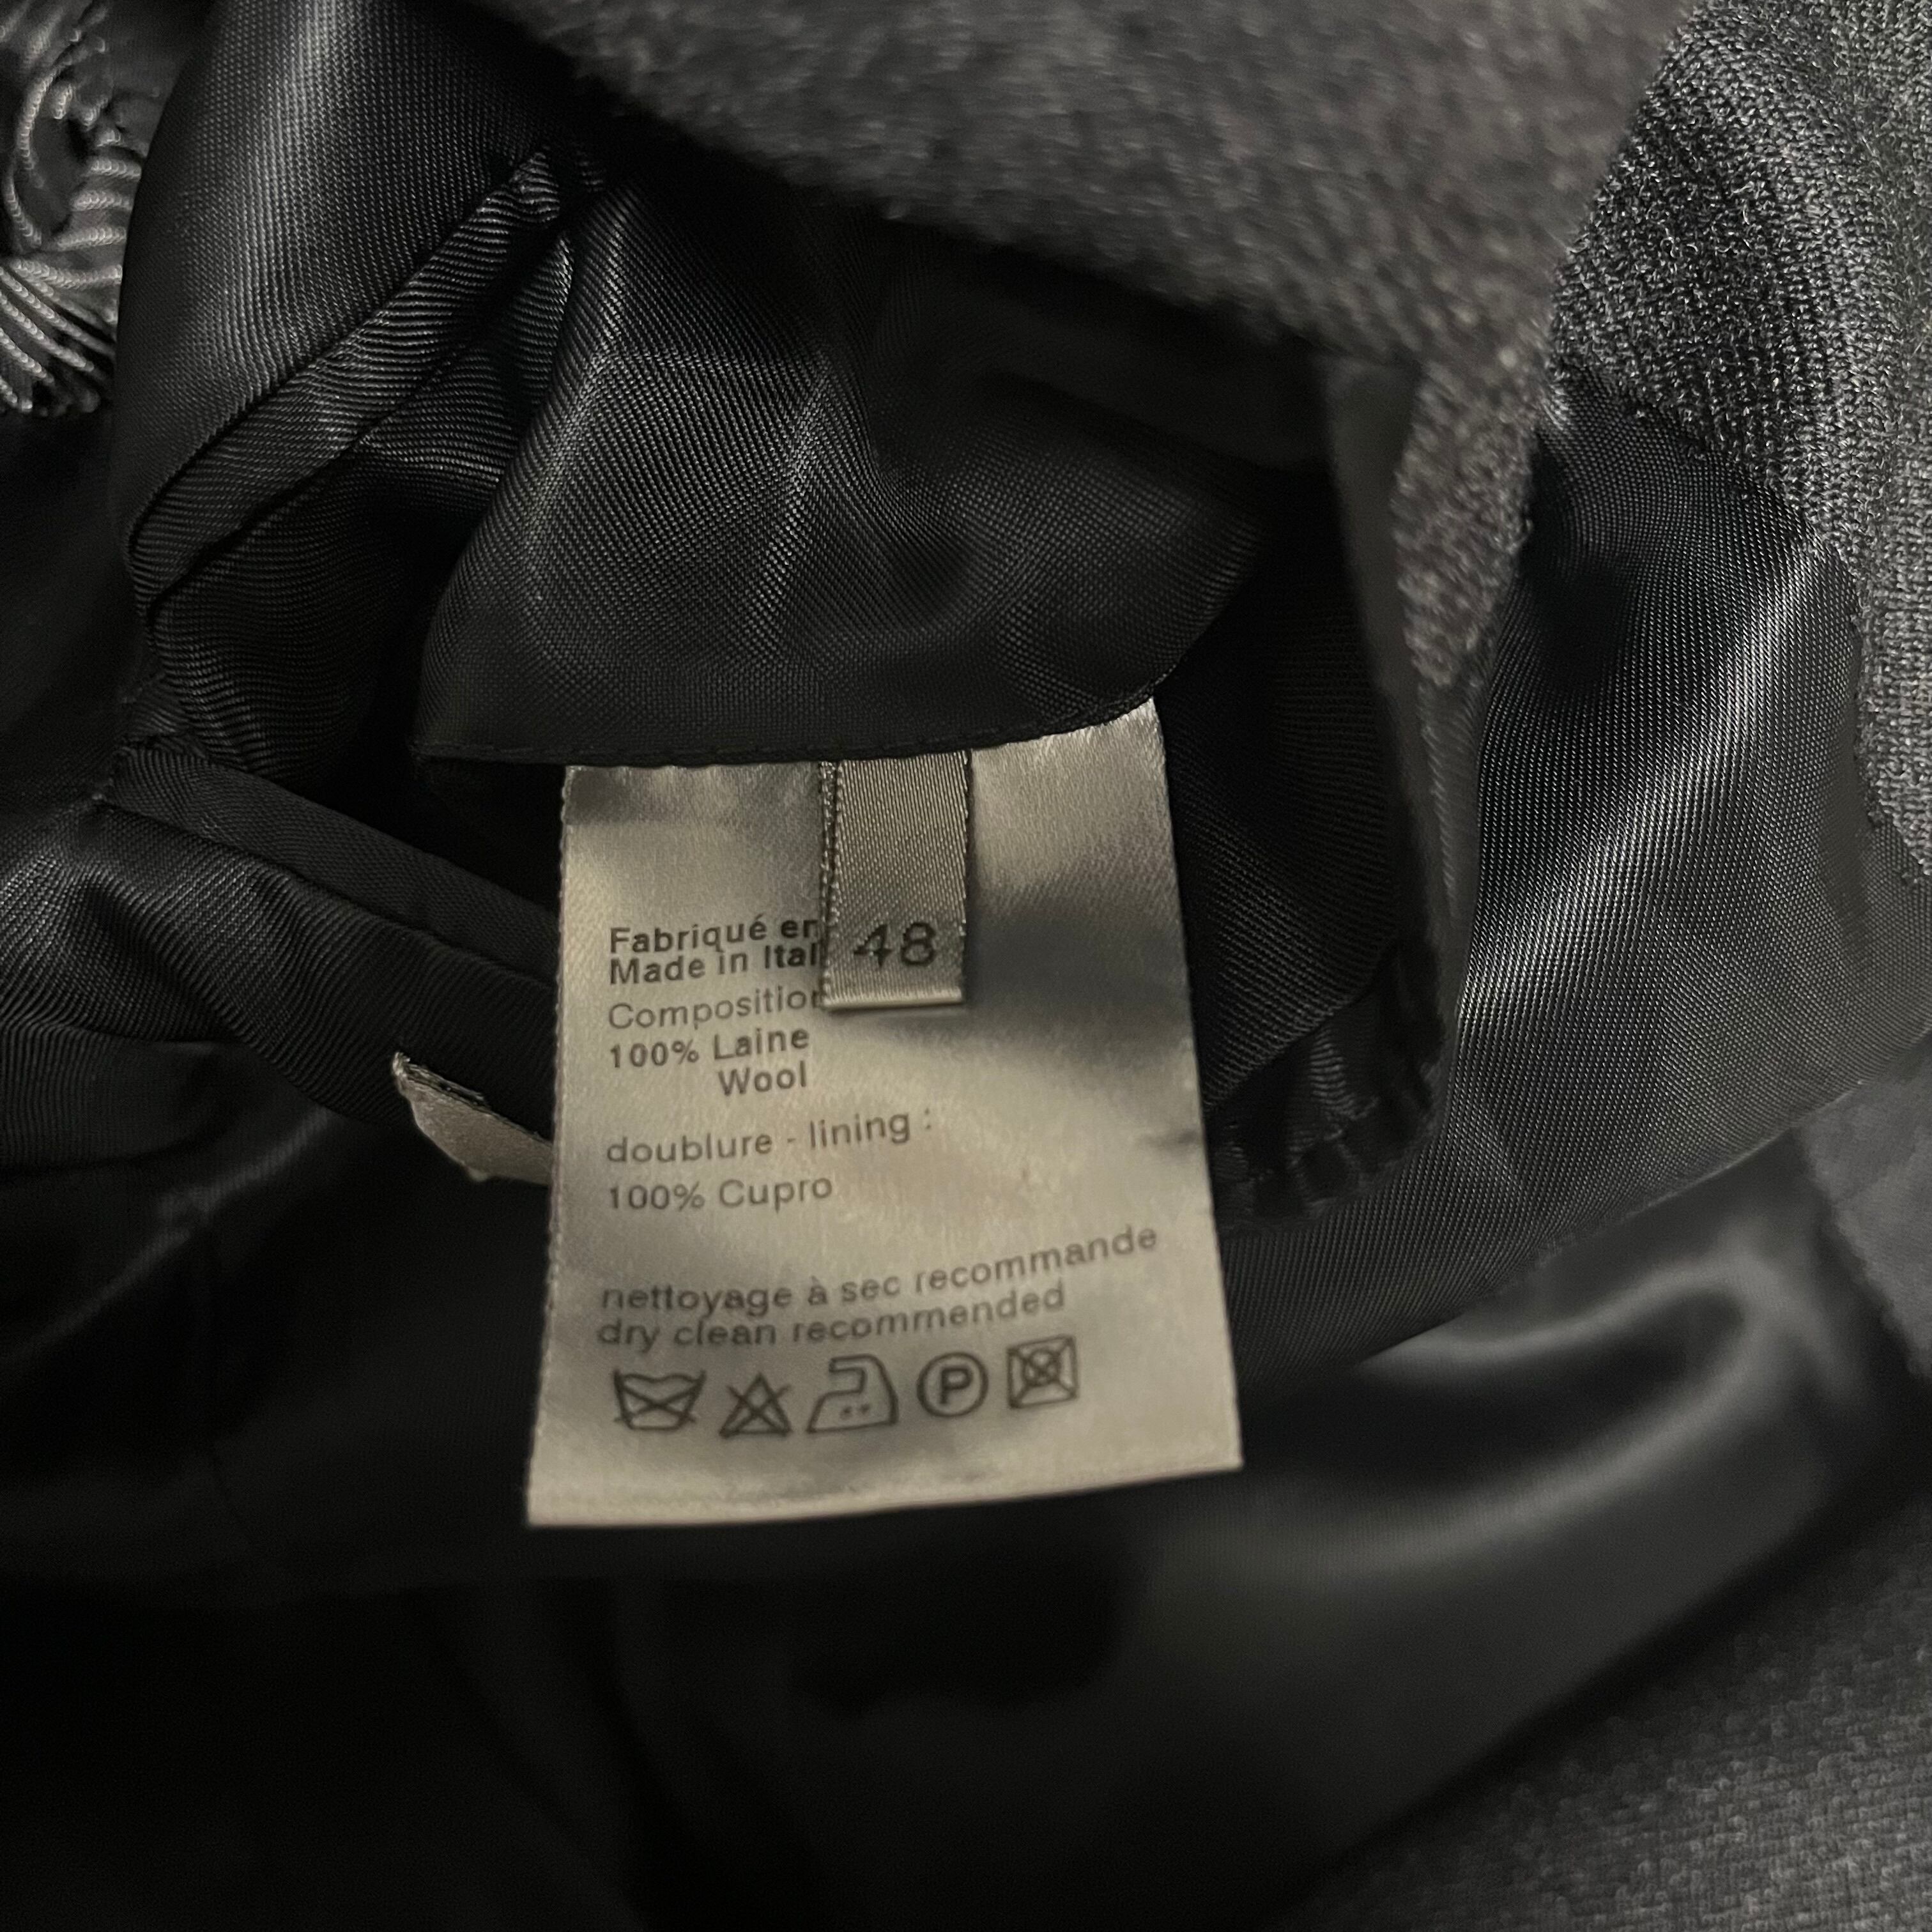 Fabriqué en
Made in Ital
48
Composition
100% Laine
Wool
doublure - lining :
100% Cupro
nettoyage à sec recommande
dry clean recommended
P